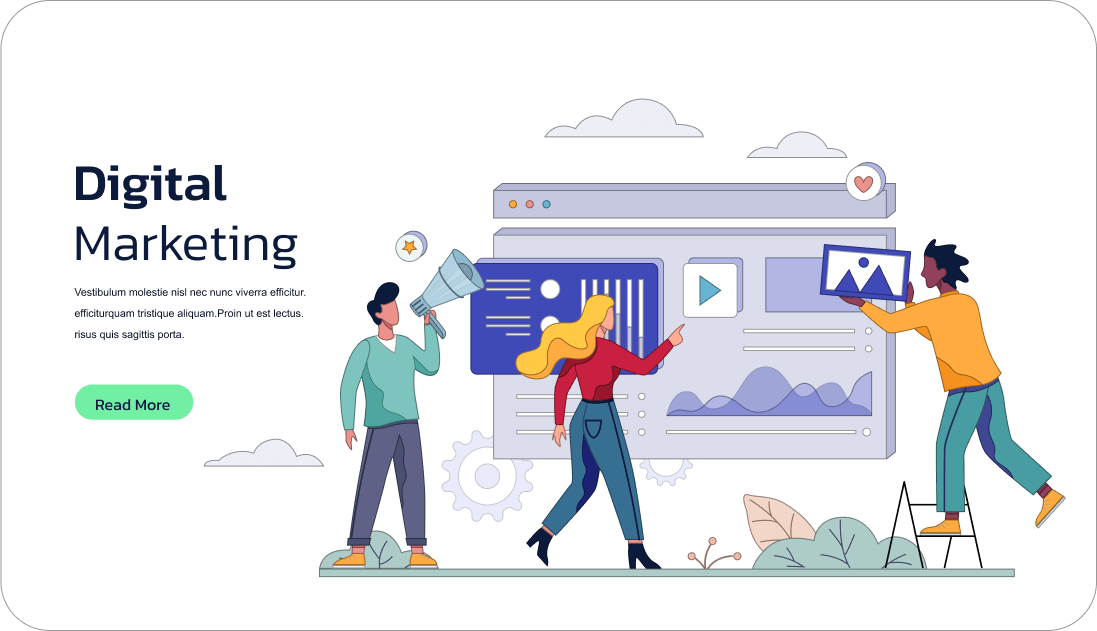 Digital
Marketing
Vestibulum molestie nisl nec nunc viverra efficitur.
efficiturquam tristique aliquam.Proin ut est lectus.
risus quis sagittis porta.
Read More